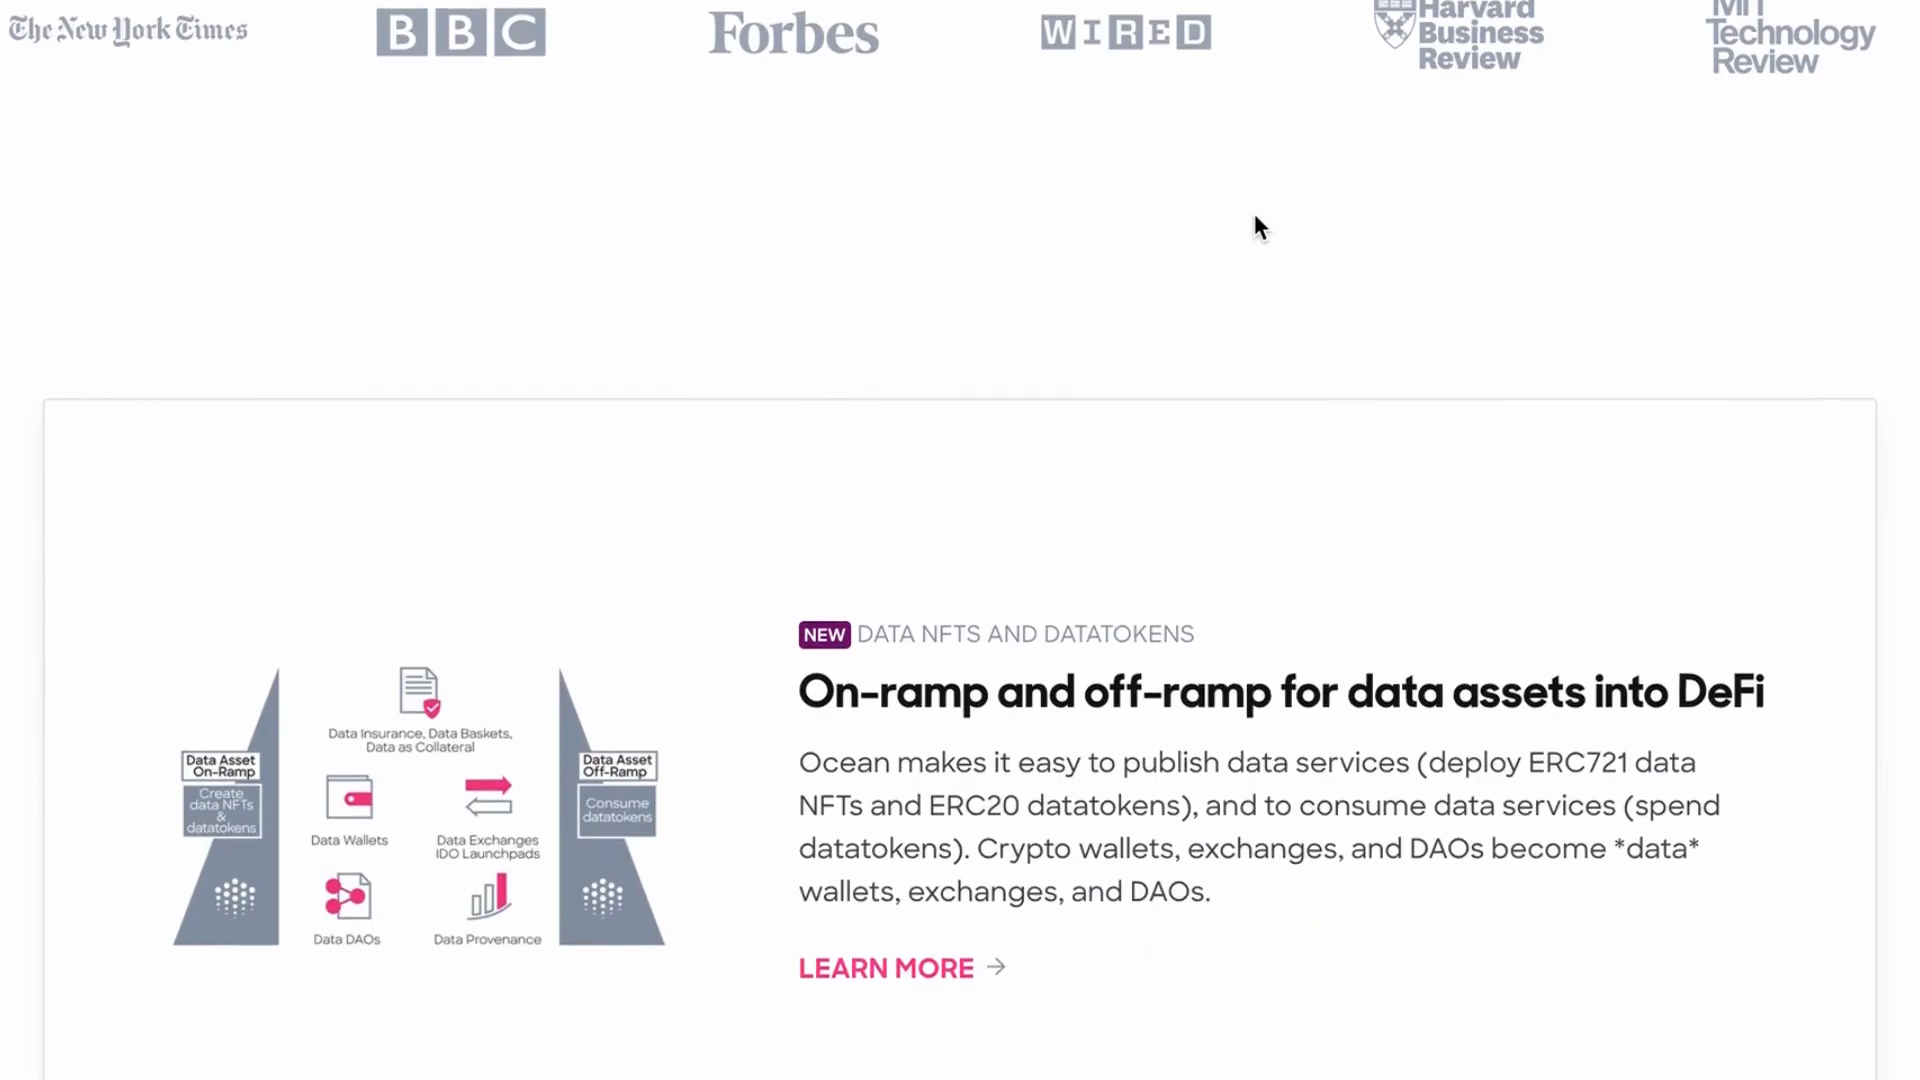 The New York Times
BBC
Forbes
WIRED
Harvard
Business
Review
MIT
Technology
Review
NEW DATA NFTS AND DATATOKENS
On-ramp and off-ramp for data assets into DeFi
Ocean makes it easy to publish data services (deploy ERC721 data
NFTs and ERC20 datatokens), and to consume data services (spend
datatokens). Crypto wallets, exchanges, and DAOs become *data*
wallets, exchanges, and DAOs.
LEARN MORE →
Data Insurance, Data Baskets,
Data as Collateral
Data Asset
On-Ramp
Create
data NFTs
&
datatokens
Data Wallets
Data Exchanges
IDO Launchpads
Data Asset
Off-Ramp
Consume
datatokens
Data DAOs
Data Provenance